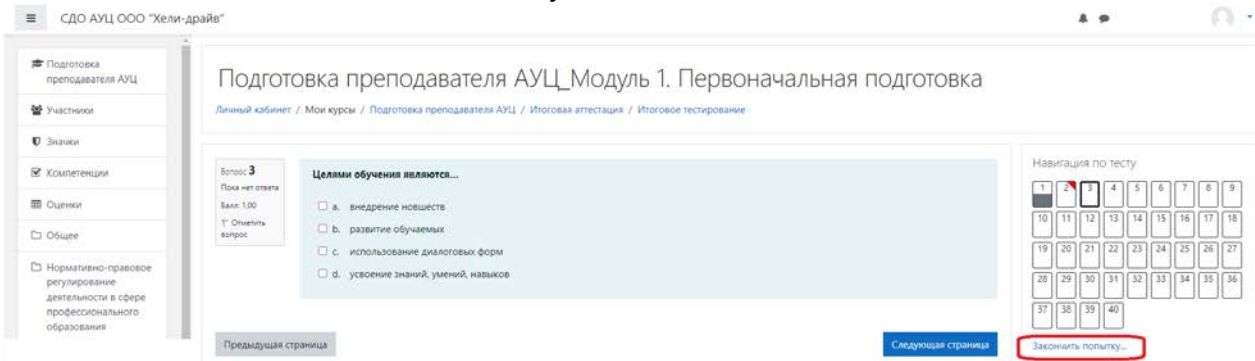 СДО АУЦ ООО "Хели-драйв"
Подготовка
преподавателя АУЦ
Участники
Значки
Компетенции
Оценки
Общее
Нормативно-правовое
регулирование
деятельности в сфере
профессионального
образования
Подготовка преподавателя АУЦ_Модуль 1. Первоначальная подготовка
Личный кабинет / Мои курсы / Подготовка преподавателя АУЦ / Итоговая аттестация / Итоговое тестирование
Вопрос 3
Пока нет ответа
Балл: 1,00
Отметить
вопрос
Целями обучения являются...
a. внедрение новшеств
b. развитие обучаемых
c. использование диалоговых форм
d. усвоение знаний, умений, навыков
Предыдущая страница
Следующая страница
Навигация по тесту
1 2 3 4 5 6 7 8 9
10 11 12 13 14 15 16 17 18
19 20 21 22 23 24 25 26 27
28 29 30 31 32 33 34 35 36
37 38 39 40
Закончить попытку...